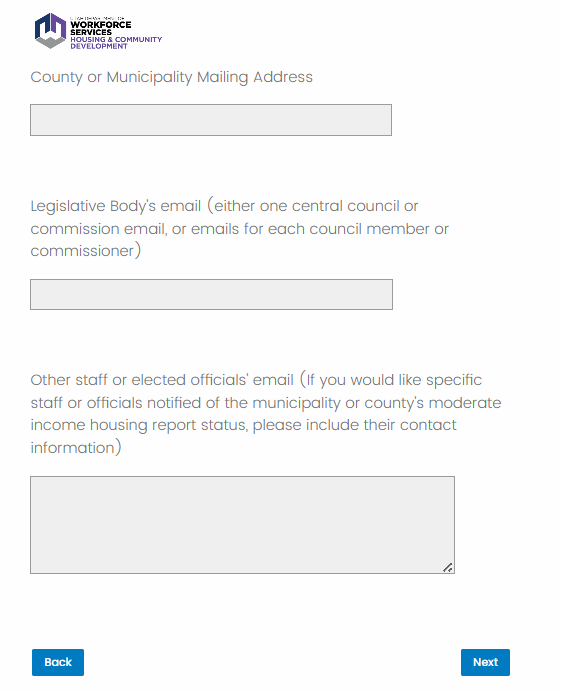 UTAH DEPARTMENT OF
WORKFORCE
SERVICES
HOUSING & COMMUNITY
DEVELOPMENT
County or Municipality Mailing Address
Legislative Body's email (either one central council or
commission email, or emails for each council member or
commissioner)
Other staff or elected officials' email (If you would like specific
staff or officials notified of the municipality or county's moderate
income housing report status, please include their contact
information)
Back
Next